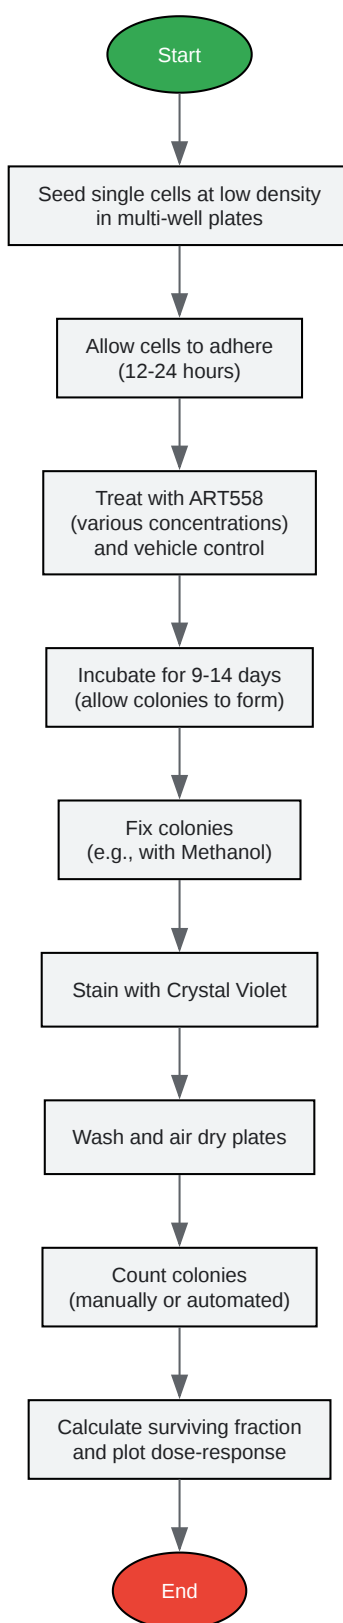 Start
Seed single cells at low density
in multi-well plates
Allow cells to adhere
(12-24 hours)
Treat with ART558
(various concentrations)
and vehicle control
Incubate for 9-14 days
(allow colonies to form)
Fix colonies
(e.g., with Methanol)
Stain with Crystal Violet
Wash and air dry plates
Count colonies
(manually or automated)
Calculate surviving fraction
and plot dose-response
End